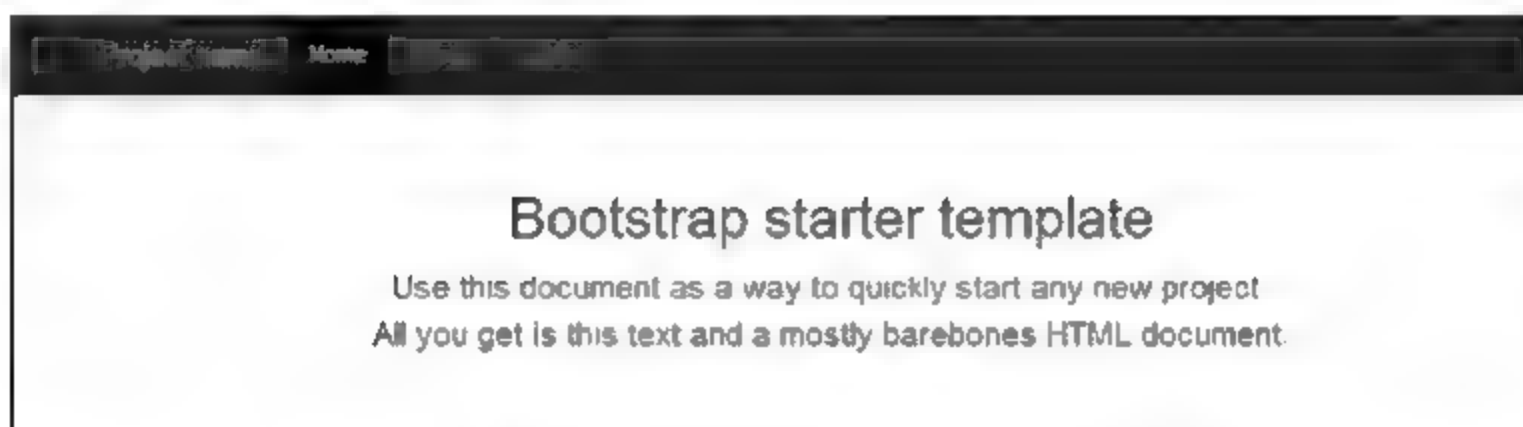 Home
Bootstrap starter template
Use this document as a way to quickly start any new project
All you get is this text and a mostly barebones HTML document.